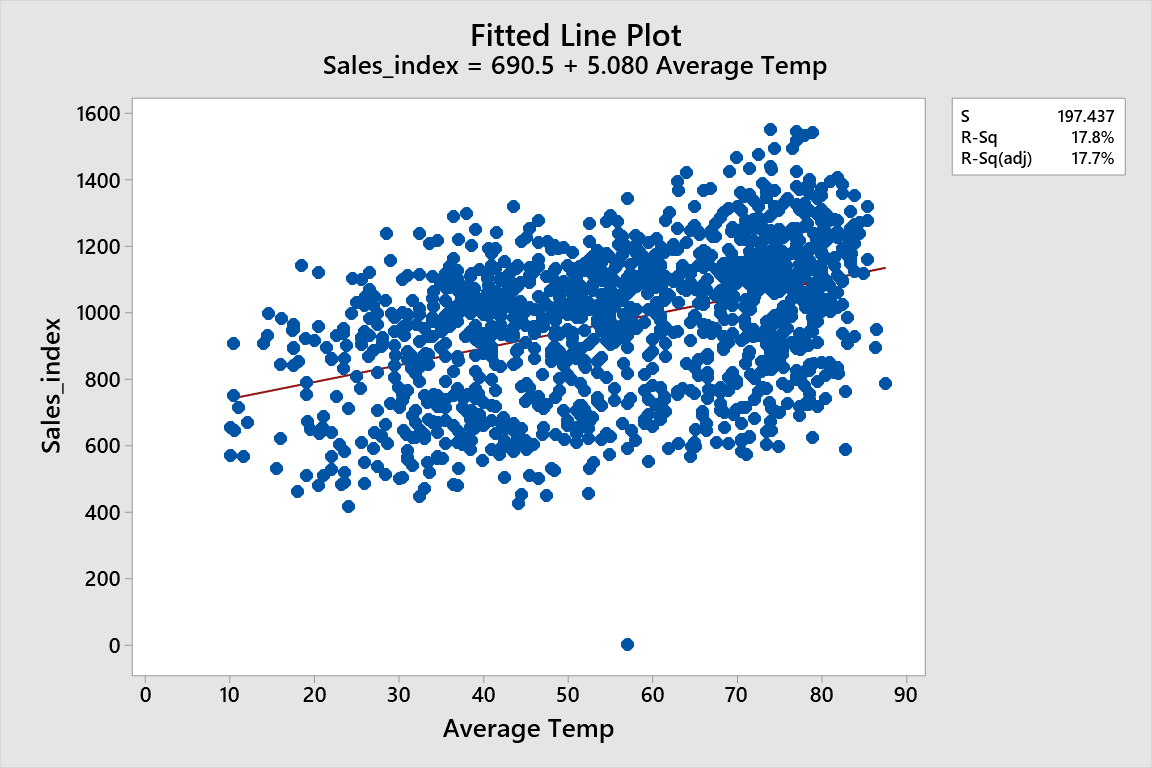 Fitted Line Plot
Sales_index = 690.5 + 5.080 Average Temp
S 197.437
R-Sq 17.8%
R-Sq(adj) 17.7%
1600
1400
1200
1000
800
600
400
200
0
Sales_index
0 10 20 30 40 50 60 70 80 90
Average Temp